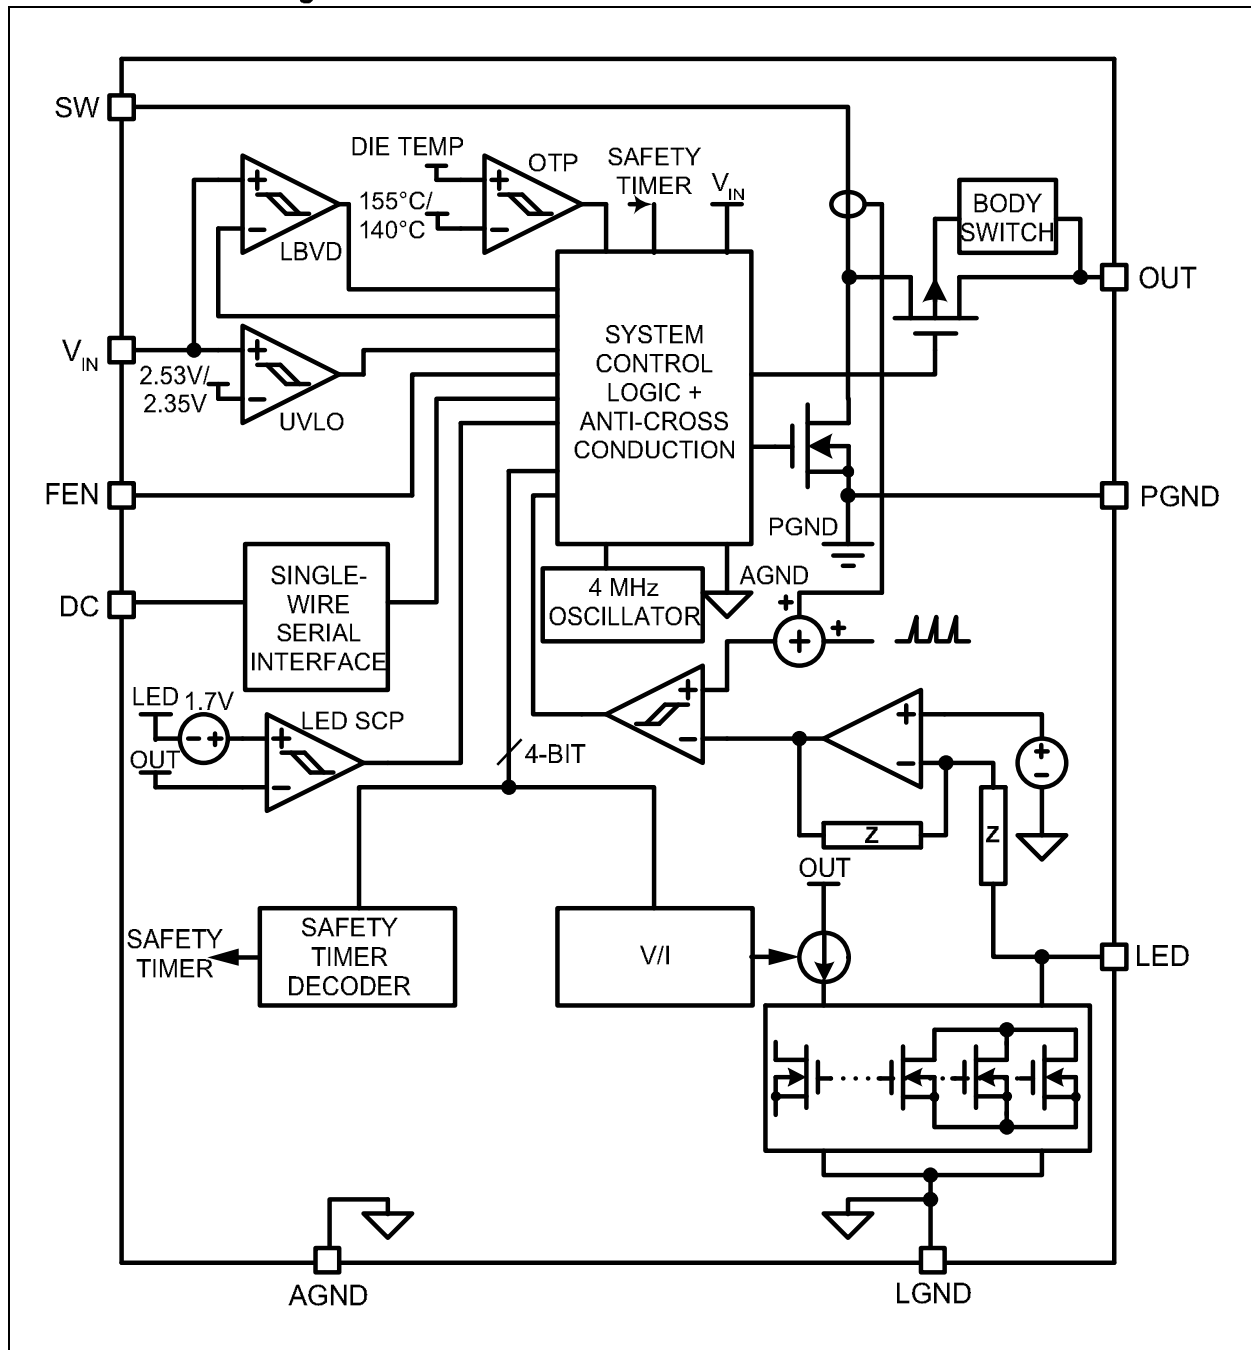 SW
DIE TEMP
OTP
SAFETY
TIMER
VIN
155°C/
140°C
BODY
SWITCH
LBVD
OUT
SYSTEM
CONTROL
LOGIC +
ANTI-CROSS
CONDUCTION
VIN
2.53V/
2.35V
UVLO
FEN
PGND
PGND
SINGLE-
WIRE
SERIAL
INTERFACE
4 MHz
OSCILLATOR
AGND
DC
LED
1.7V
LED SCP
OUT
4-BIT
Z
Z
OUT
SAFETY
TIMER
SAFETY
TIMER
DECODER
V/I
LED
AGND
LGND